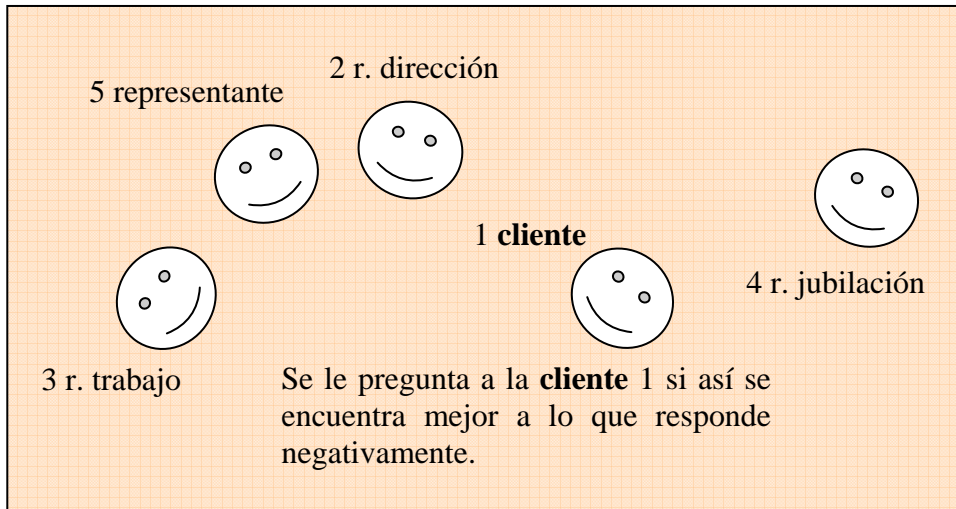 2 r. dirección
5 representante
1 cliente
4 r. jubilación
3 r. trabajo
Se le pregunta a la cliente 1 si así se
encuentra mejor a lo que responde
negativamente.